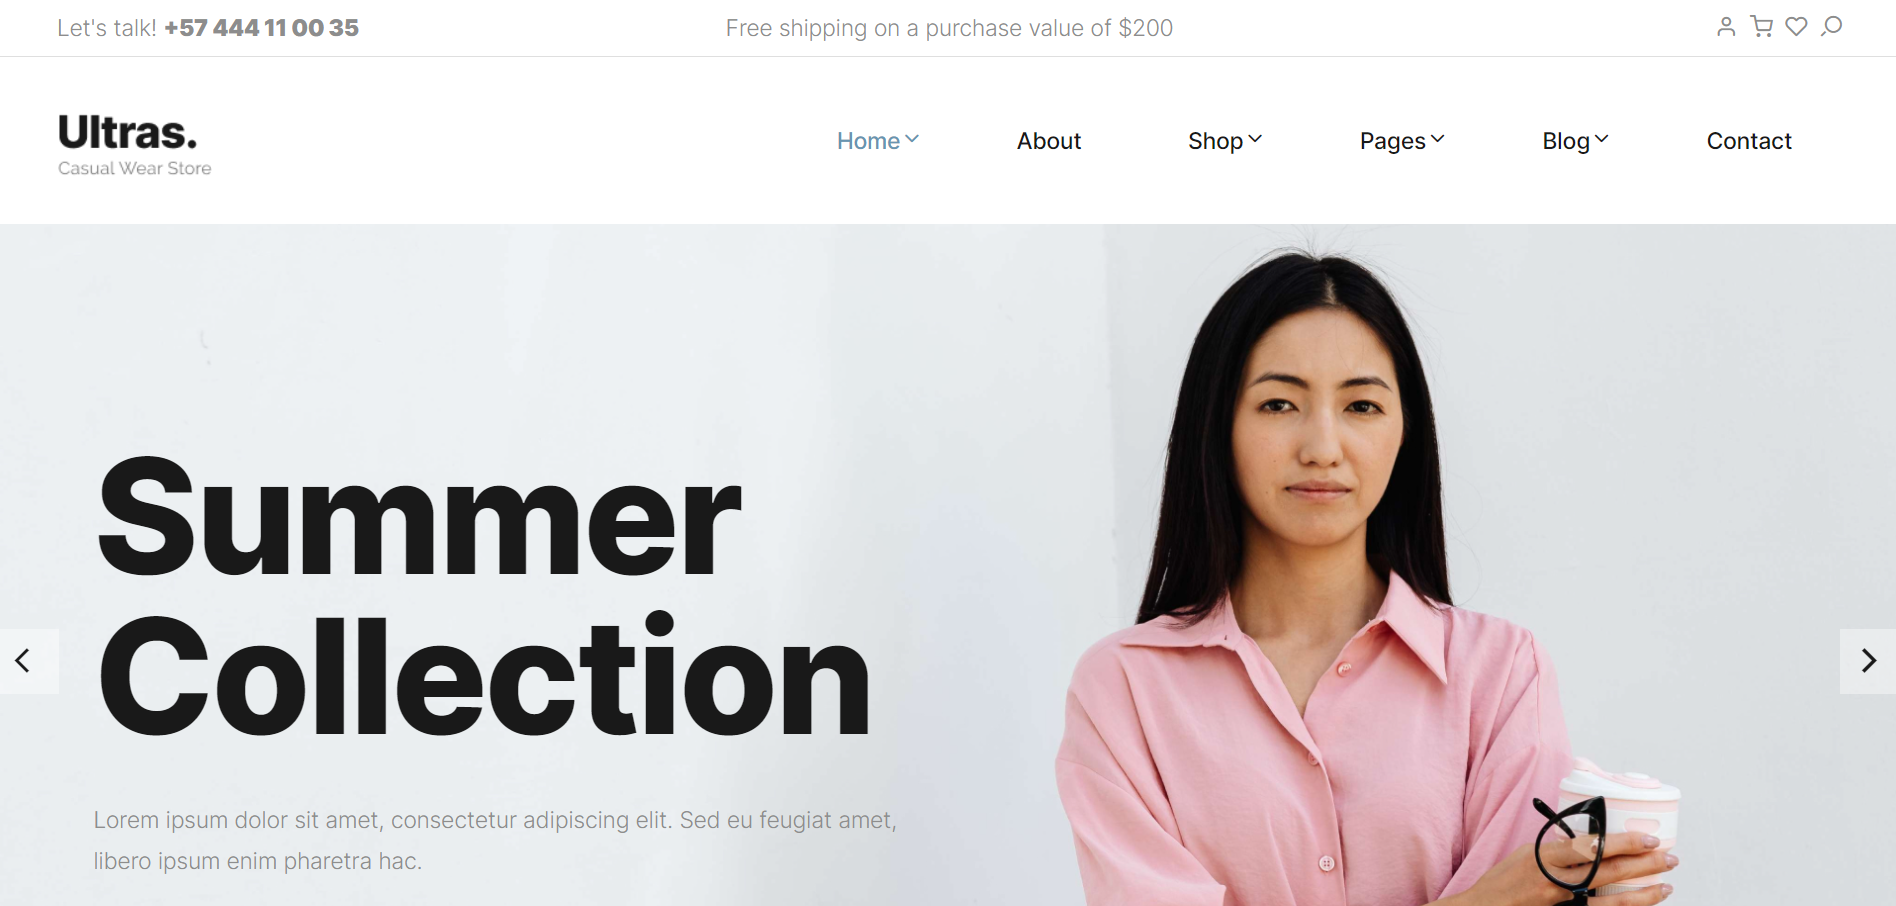 Let's talk! +57 444 11 00 35
Free shipping on a purchase value of $200
Ultras.
Casual Wear Store
Home
About
Shop
Pages
Blog
Contact
Summer
Collection
Lorem ipsum dolor sit amet, consectetur adipiscing elit. Sed eu feugiat amet,
libero ipsum enim pharetra hac.